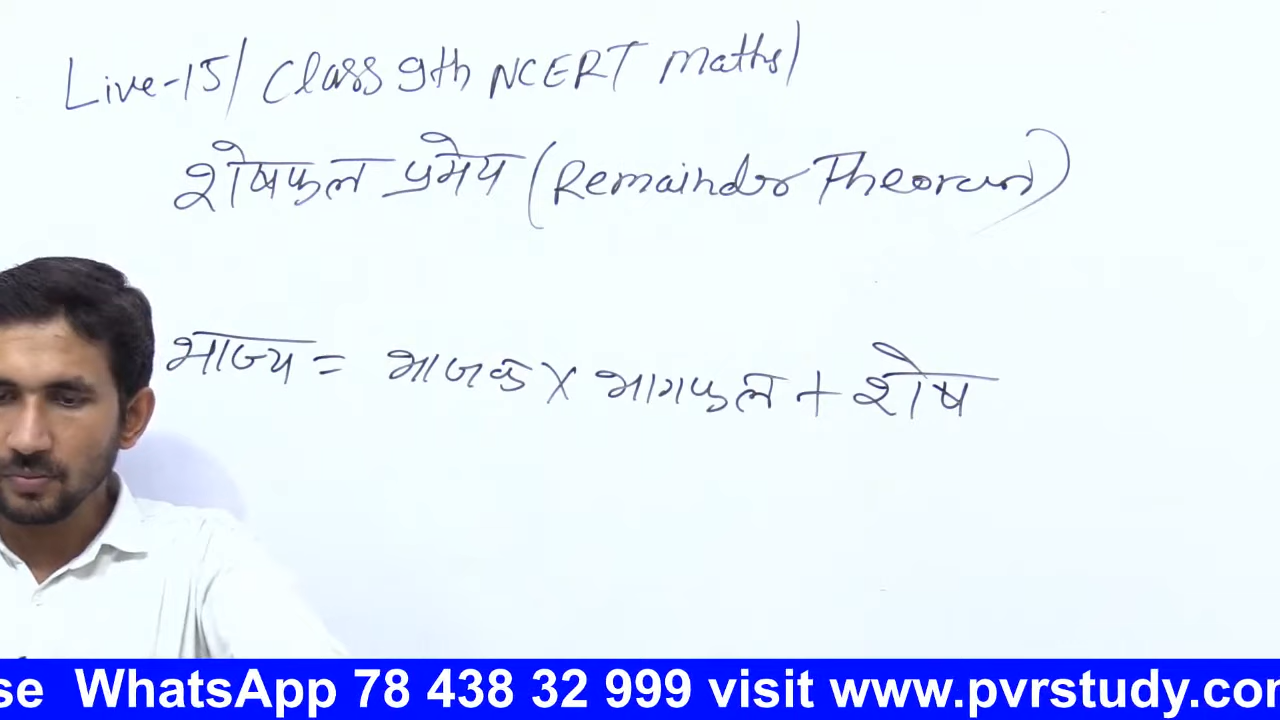 Live-15/ Class 9th NCERT Maths/
शेषफल प्रमेय (Remainder Theorem)
भाज्य = भाजक x भागफल + शेष
se WhatsApp 78 438 32 999 visit www.pvrstudy.com